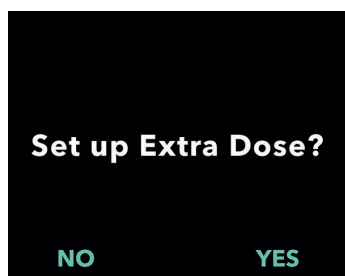 Set up Extra Dose?
NO YES